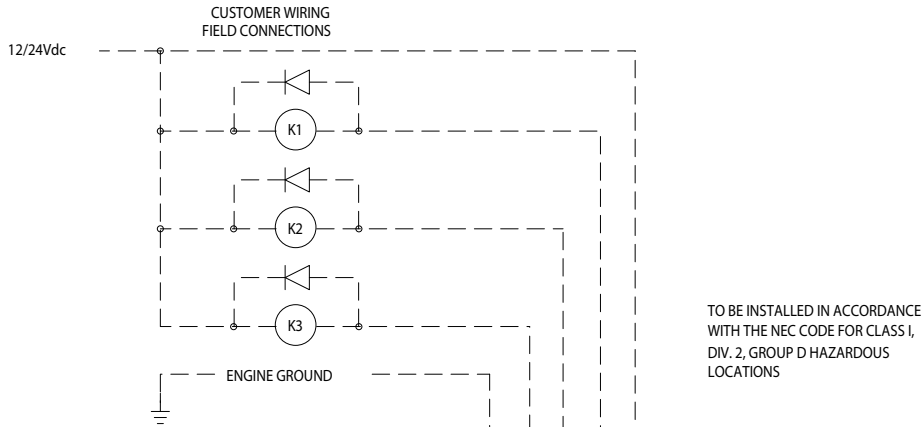 CUSTOMER WIRING
FIELD CONNECTIONS
12/24Vdc
K1
K2
K3
TO BE INSTALLED IN ACCORDANCE
WITH THE NEC CODE FOR CLASS I,
DIV. 2, GROUP D HAZARDOUS
LOCATIONS
ENGINE GROUND